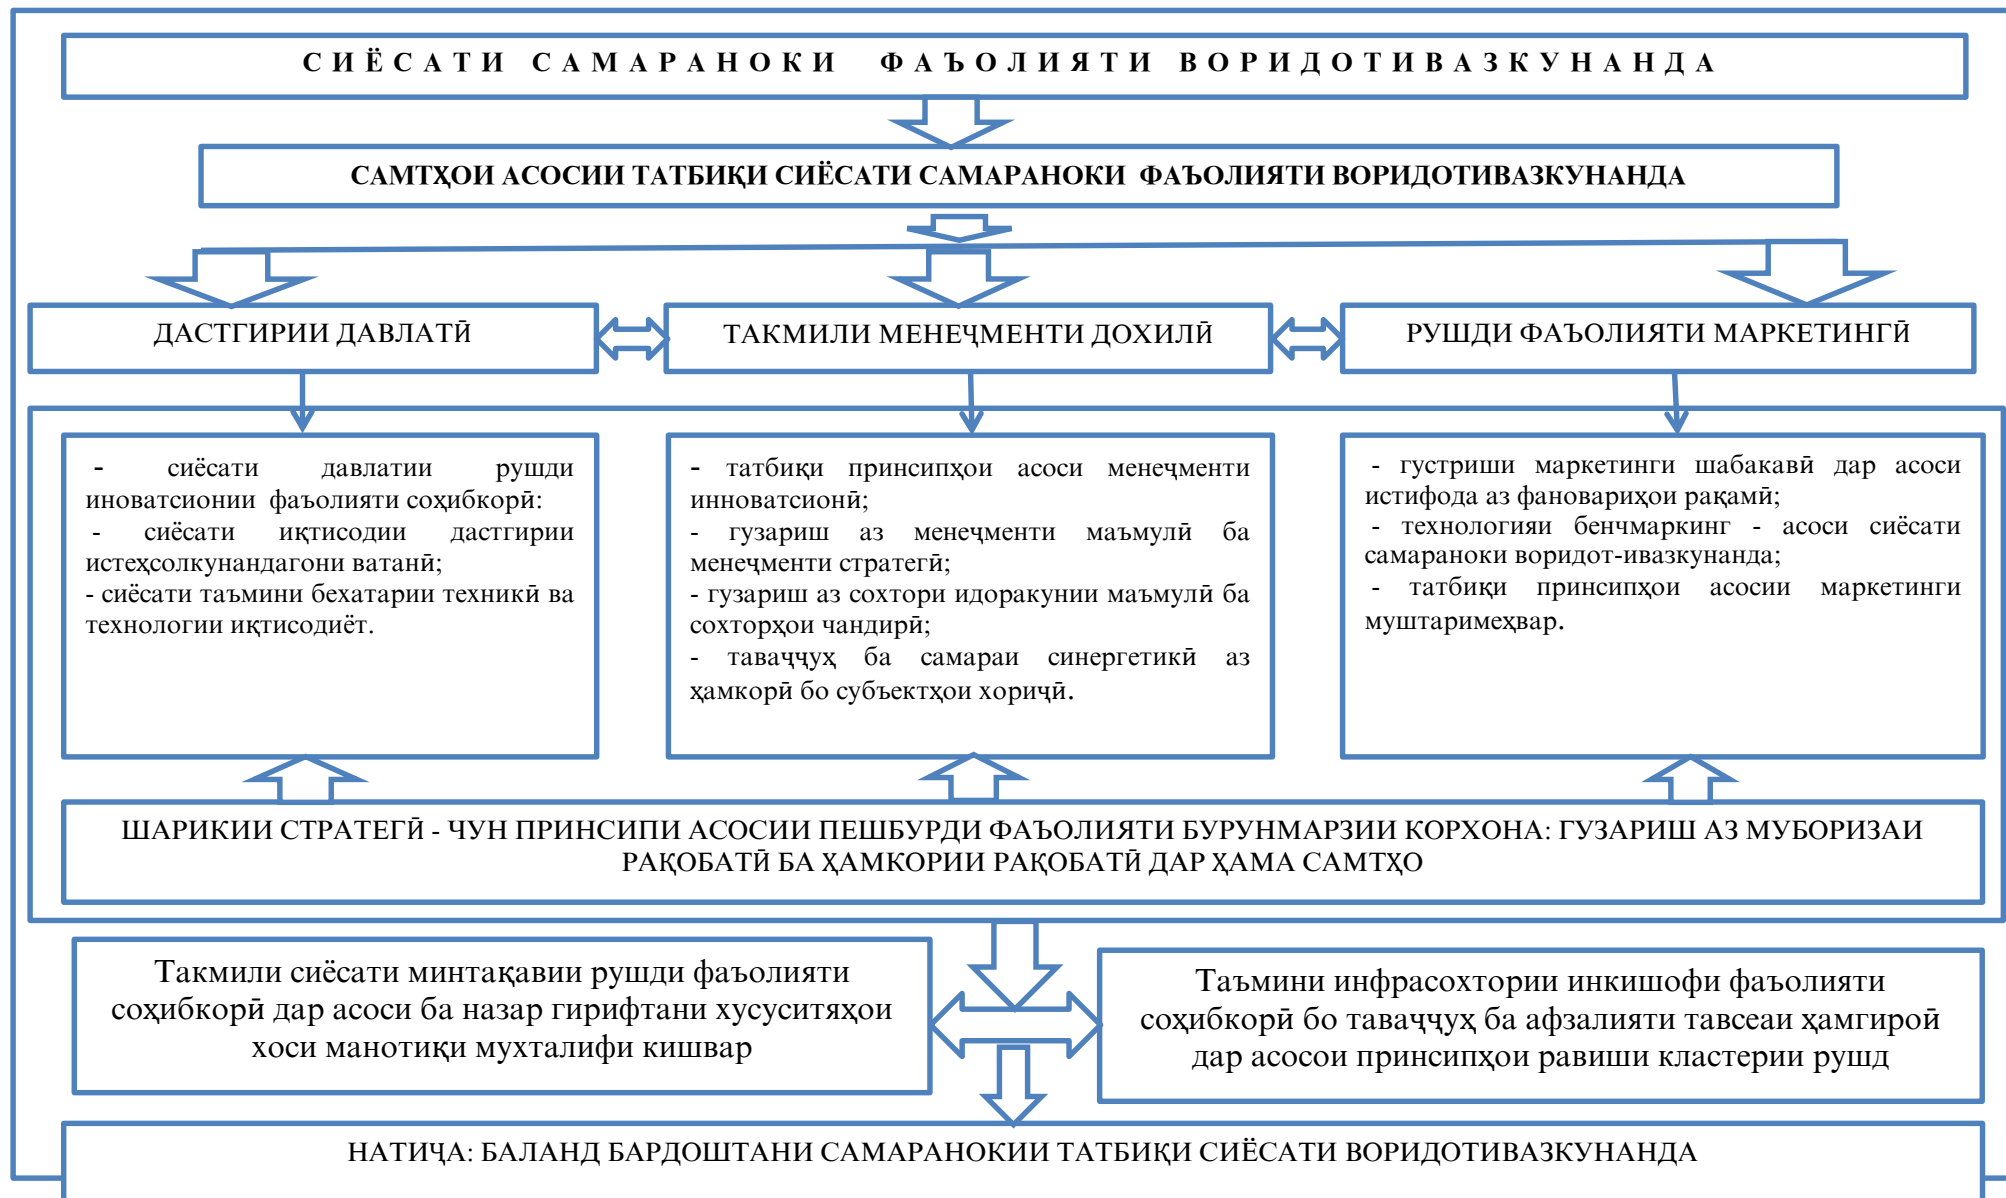 СИЁСАТИ САМАРАНОКИ ФАЪОЛИЯТИ ВОРИДОТИВАЗКУНАНДА
САМТҲОИ АСОСИИ ТАТБИҚИ СИЁСАТИ САМАРАНОКИ ФАЪОЛИЯТИ ВОРИДОТИВАЗКУНАНДА
ДАСТГИРИИ ДАВЛАТӢ
ТАКМИЛИ МЕНЕҶМЕНТИ ДОХИЛӢ
РУШДИ ФАЪОЛИЯТИ МАРКЕТИНГӢ
- сиёсати давлатии рушди
иноватсионии фаъолияти соҳибкорӣ:
- сиёсати иқтисодии дастгирии
истеҳсолкунандагони ватанӣ;
- сиёсати таъмини бехатарии техникӣ ва
технологии иқтисодиёт.
- татбиқи принсипҳои асоси менеҷменти
инноватсионӣ;
- гузариш аз менеҷменти маъмулӣ ба
менеҷменти стратегӣ;
- гузариш аз сохтори идоракунии маъмулӣ ба
сохторҳои чандирӣ;
- таваҷҷуҳ ба самараи синергетикӣ аз
ҳамкорӣ бо субъектҳои хориҷӣ.
- густриши маркетинги шабакавӣ дар асоси
истифода аз фановариҳои рақамӣ;
- технологияи бенчмаркинг - асоси сиёсати
самараноки воридот-ивазкунанда;
- татбиқи принсипҳои асосии маркетинги
муштаримеҳвар.
ШАРИКИИ СТРАТЕГӢ - ЧУН ПРИНСИПИ АСОСИИ ПЕШБУРДИ ФАЪОЛИЯТИ БУРУНМАРЗИИ КОРХОНА: ГУЗАРИШ АЗ МУБОРИЗАИ
РАҚОБАТӢ БА ҲАМКОРИИ РАҚОБАТӢ ДАР ҲАМА САМТҲО
Такмили сиёсати минтақавии рушди фаъолияти
соҳибкорӣ дар асоси ба назар гирифтани хусуситяҳои
хоси манотиқи мухталифи кишвар
Таъмини инфрасохтории инкишофи фаъолияти
соҳибкорӣ бо таваҷҷуҳ ба афзалияти тавсеаи ҳамгироӣ
дар асосои принсипҳои равиши кластерии рушд
НАТИҶА: БАЛАНД БАРДОШТАНИ САМАРАНОКИИ ТАТБИҚИ СИЁСАТИ ВОРИДОТИВАЗКУНАНДА